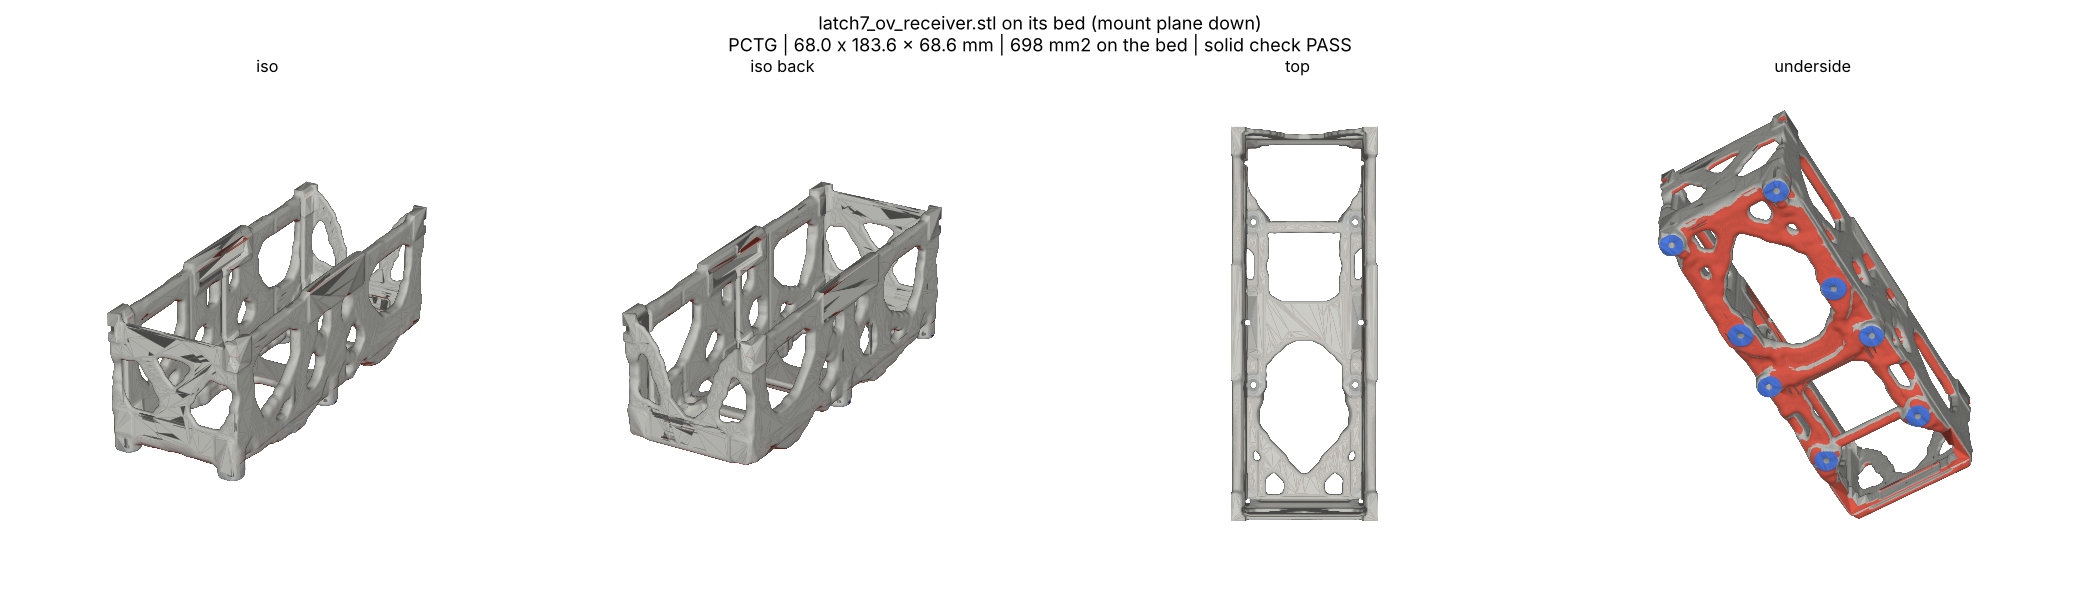 latch7_ov_receiver.stl on its bed (mount plane down)
PCTG | 68.0 x 183.6 × 68.6 mm | 698 mm2 on the bed | solid check PASS
iso
iso back
top
underside